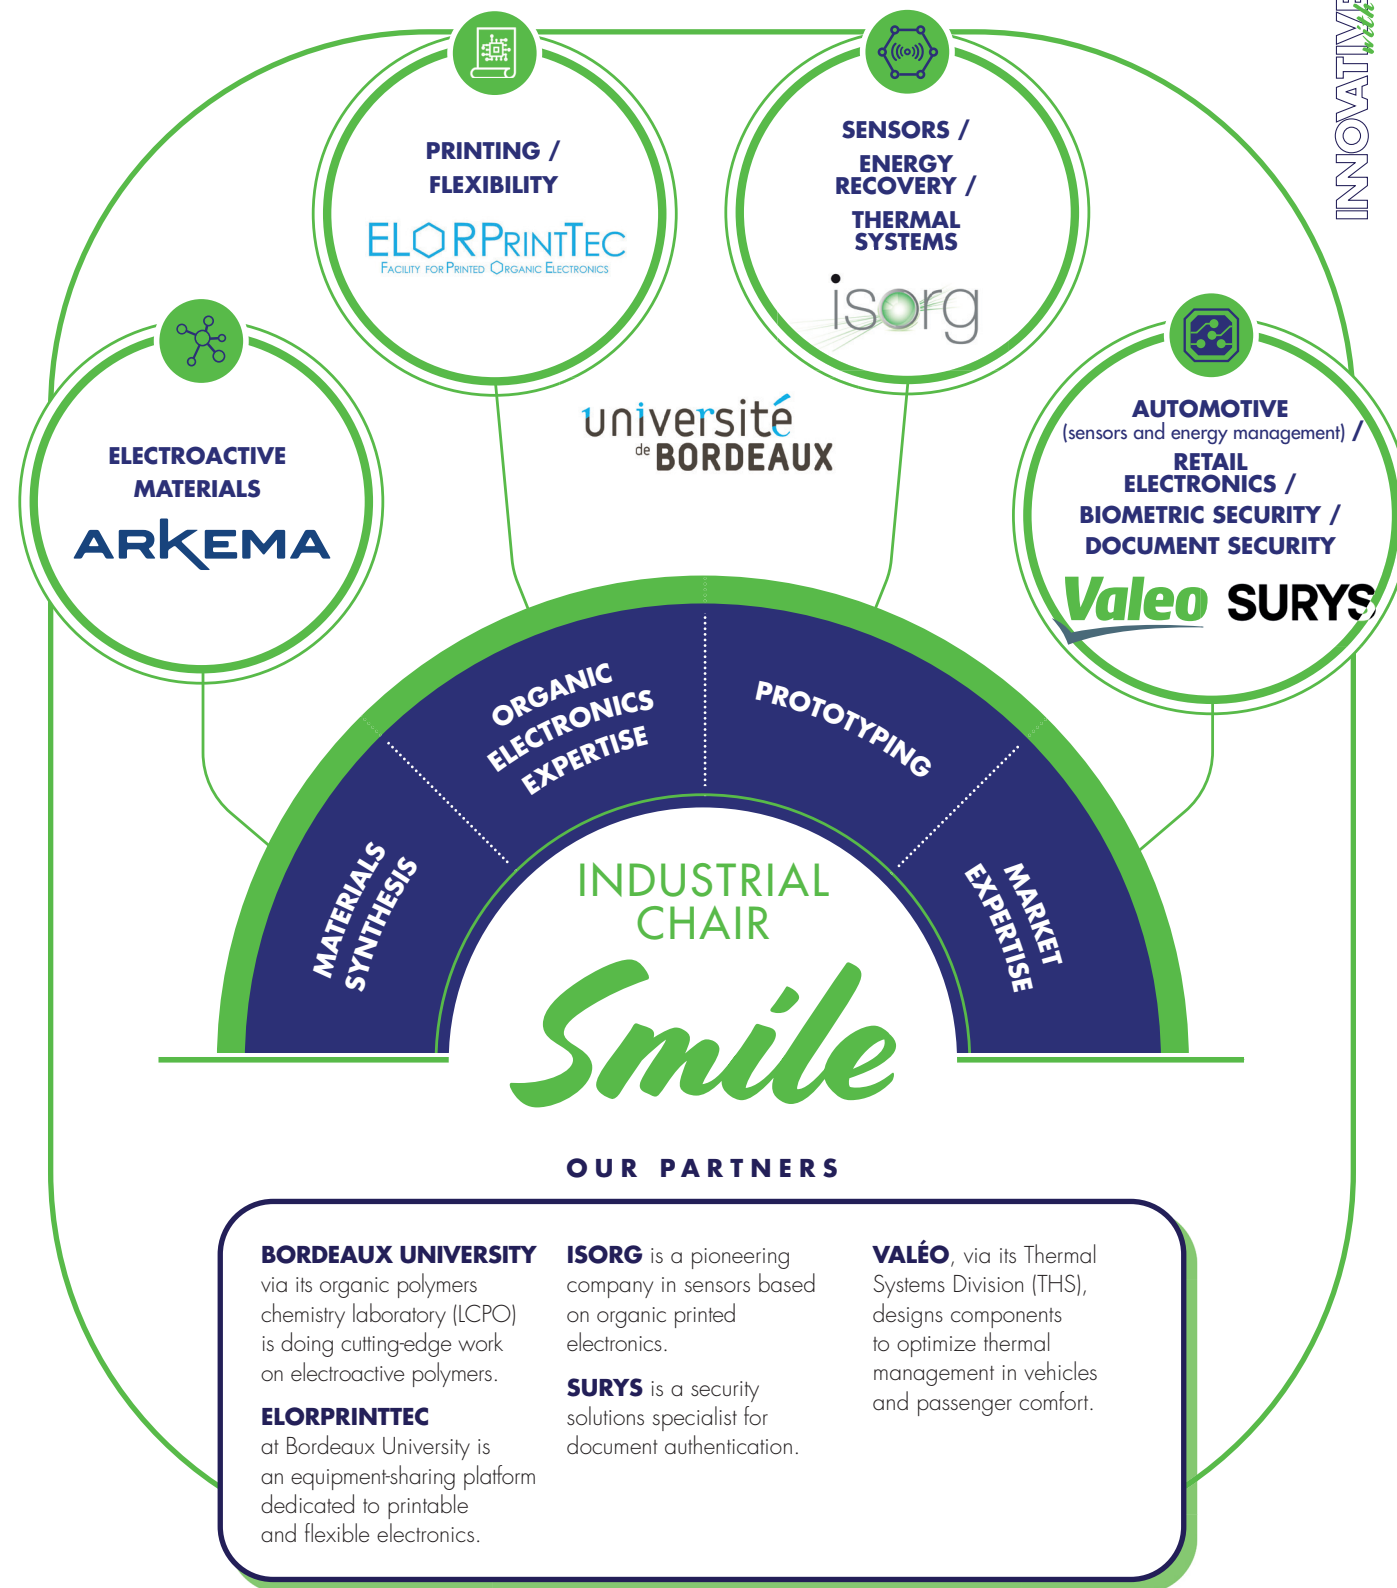 INNOVATIVE
with
PRINTING /
FLEXIBILITY
ELORPRINTTEC
FACILITY FOR PRINTED ORGANIC ELECTRONICS
SENSORS /
ENERGY
RECOVERY /
THERMAL
SYSTEMS
isorg
ELECTROACTIVE
MATERIALS
ARKEMA
université
de BORDEAUX
AUTOMOTIVE
(sensors and energy management) /
RETAIL
ELECTRONICS /
BIOMETRIC SECURITY /
DOCUMENT SECURITY
Valeo SURYS
MATERIALS
SYNTHESIS
ORGANIC
ELECTRONICS
EXPERTISE
PROTOTYPING
MARKET
EXPERTISE
INDUSTRIAL
CHAIR
Smile
OUR PARTNERS
BORDEAUX UNIVERSITY
via its organic polymers
chemistry laboratory (LCPO)
is doing cutting-edge work
on electroactive polymers.
ELORPRINTTEC
at Bordeaux University is
an equipment-sharing platform
dedicated to printable
and flexible electronics.
ISORG is a pioneering
company in sensors based
on organic printed
electronics.
SURYS is a security
solutions specialist for
document authentication.
VALÉO, via its Thermal
Systems Division (THS),
designs components
to optimize thermal
management in vehicles
and passenger comfort.